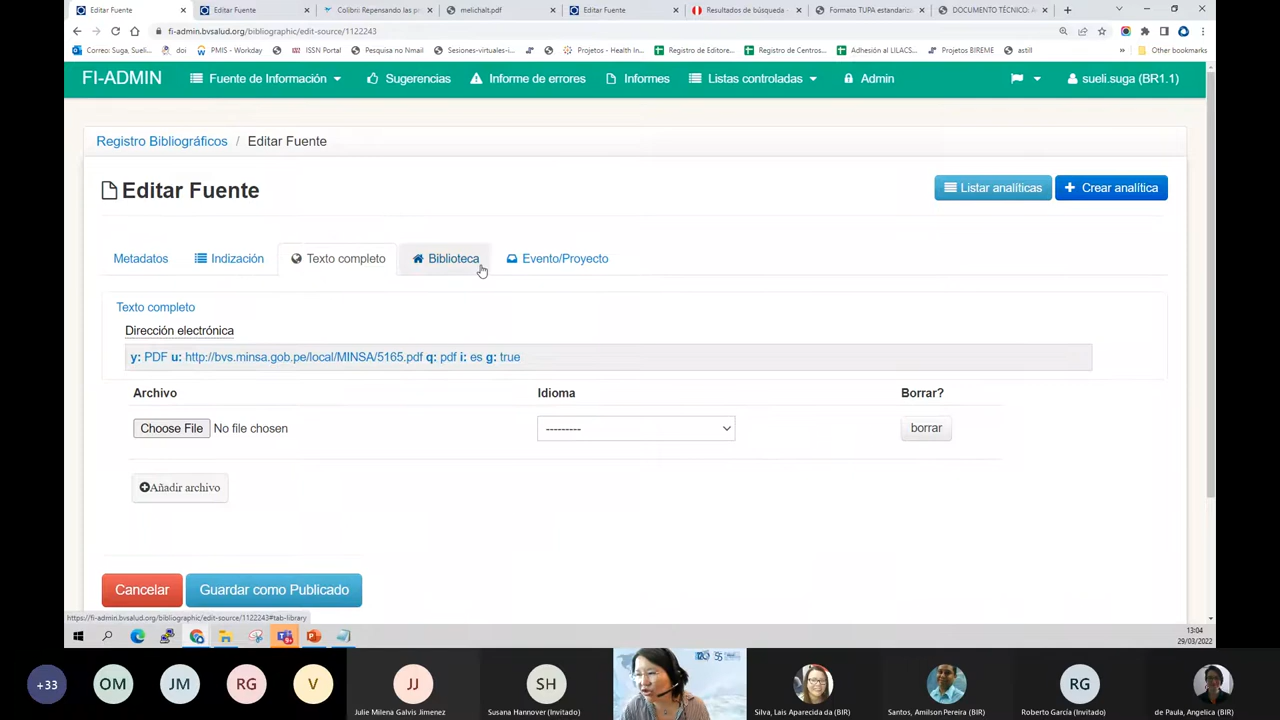 Editar Fuente
Editar Fuente
Colibri: Repensando las pr
melichalt.pdf
Editar Fuente
Resultados de búsqueda -
Formato TUPA estandariz
DOCUMENTO TÉCNICO: A
fi-admin.bvsalud.org/bibliographic/edit-source/1122243
Correo: Suga, Sueli...
doi
PMIS - Workday
ISSN Portal
Pesquisa no Nmail
Sesiones-virtuales-i...
Projetos - Health In...
Registro de Editore...
Registro de Centros...
Adhesión al LILACS...
Projetos BIREME
astill
»
Other bookmarks
FI-ADMIN
Fuente de Información
Sugerencias
Informe de errores
Informes
Listas controladas
Admin
sueli.suga (BR1.1)
Registro Bibliográficos / Editar Fuente
Editar Fuente
Listar analíticas
Crear analítica
Metadatos
Indización
Texto completo
Biblioteca
Evento/Proyecto
Texto completo
Dirección electrónica
y: PDF u: http://bvs.minsa.gob.pe/local/MINSA/5165.pdf q: pdf i: es g: true
Archivo
Idioma
Borrar?
Choose File No file chosen
---------
borrar
Añadir archivo
Cancelar
Guardar como Publicado
https://fi-admin.bvsalud.org/bibliographic/edit-source/1122243#tab-library
13:04
29/03/2022
+33
OM
JM
RG
V
JJ
SH
RG
Julie Milena Galvis Jimenez
Susana Hannover (Invitado)
Silva, Lais Aparecida da (BIR)
Santos, Amilson Pereira (BIR)
Roberto García (Invitado)
de Paula, Angelica (BIR)